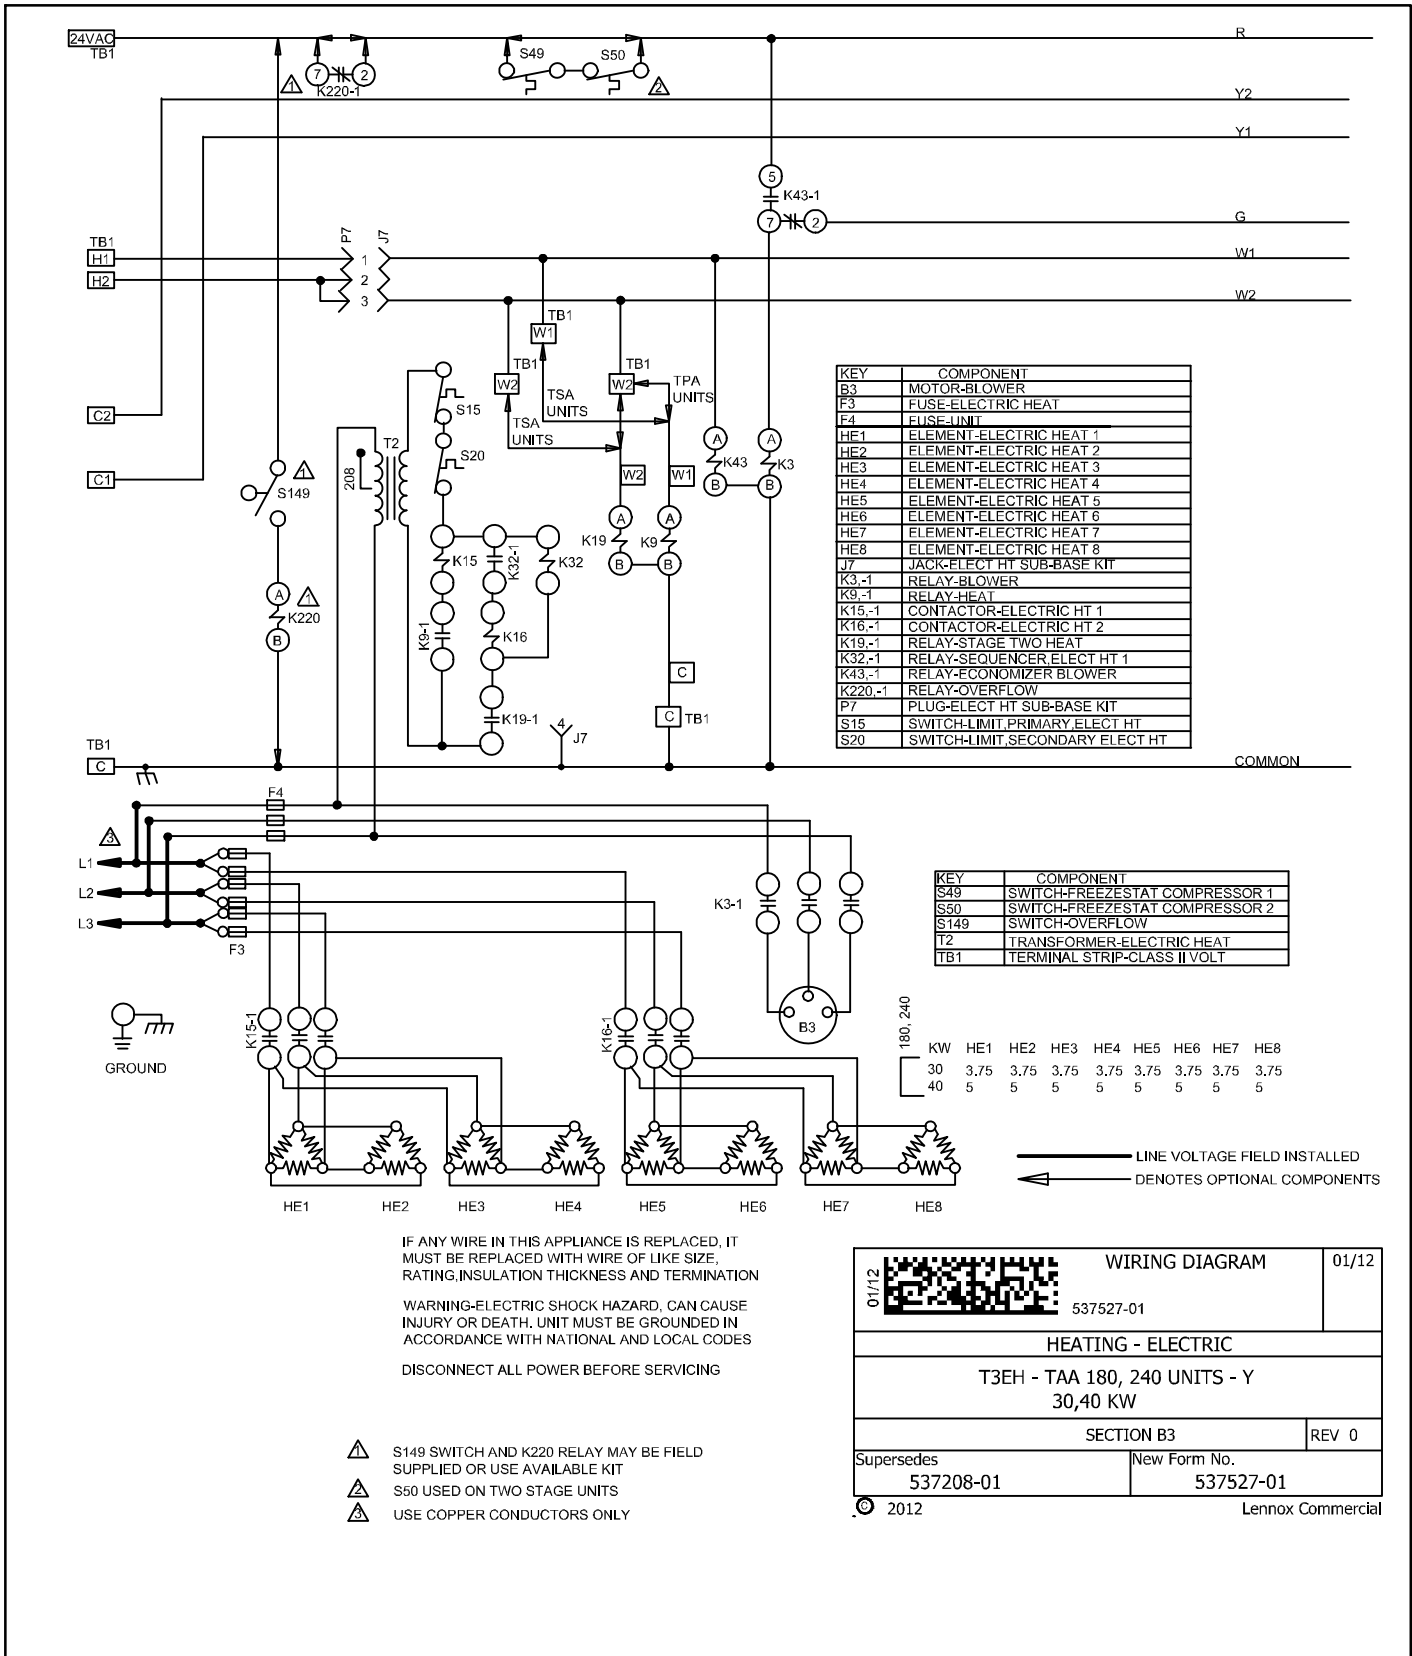 24VAC
TB1
R
S49
S50
7
2
K220-1
1
2
Y2
Y1
5
K43-1
7
2
G
TB1
P7
J7
H1
1
W1
H2
2
3
W2
TB1
W1
TB1
TB1
W2
W2
TPA
UNITS
TSA
UNITS
TSA
UNITS
S15
C2
T2
208
S20
A
K43
B
A
K3
B
W2
W1
C1
1
S149
A
K19
B
A
K9
B
K15
K32-1
K32
A
1
K220
B
K9-1
K16
C
K19-1
4
J7
C
TB1
TB1
C
COMMON
KEY COMPONENT
B3 MOTOR-BLOWER
F3 FUSE-ELECTRIC HEAT
F4 FUSE-UNIT
HE1 ELEMENT-ELECTRIC HEAT 1
HE2 ELEMENT-ELECTRIC HEAT 2
HE3 ELEMENT-ELECTRIC HEAT 3
HE4 ELEMENT-ELECTRIC HEAT 4
HE5 ELEMENT-ELECTRIC HEAT 5
HE6 ELEMENT-ELECTRIC HEAT 6
HE7 ELEMENT-ELECTRIC HEAT 7
HE8 ELEMENT-ELECTRIC HEAT 8
J7 JACK-ELECT HT SUB-BASE KIT
K3,-1 RELAY-BLOWER
K9,-1 RELAY-HEAT
K15,-1 CONTACTOR-ELECTRIC HT 1
K16,-1 CONTACTOR-ELECTRIC HT 2
K19,-1 RELAY-STAGE TWO HEAT
K32,-1 RELAY-SEQUENCER,ELECT HT 1
K43,-1 RELAY-ECONOMIZER BLOWER
K220,-1 RELAY-OVERFLOW
P7 PLUG-ELECT HT SUB-BASE KIT
S15 SWITCH-LIMIT,PRIMARY,ELECT HT
S20 SWITCH-LIMIT,SECONDARY ELECT HT
F4
3
L1
L2
L3
F3
K3-1
KEY COMPONENT
S49 SWITCH-FREEZESTAT COMPRESSOR 1
S50 SWITCH-FREEZESTAT COMPRESSOR 2
S149 SWITCH-OVERFLOW
T2 TRANSFORMER-ELECTRIC HEAT
TB1 TERMINAL STRIP-CLASS II VOLT
GROUND
K15-1
K16-1
B3
180, 240
KW HE1 HE2 HE3 HE4 HE5 HE6 HE7 HE8
30 3.75 3.75 3.75 3.75 3.75 3.75 3.75 3.75
40 5 5 5 5 5 5 5 5
LINE VOLTAGE FIELD INSTALLED
DENOTES OPTIONAL COMPONENTS
HE1 HE2 HE3 HE4 HE5 HE6 HE7 HE8
IF ANY WIRE IN THIS APPLIANCE IS REPLACED, IT
MUST BE REPLACED WITH WIRE OF LIKE SIZE,
RATING,INSULATION THICKNESS AND TERMINATION
WARNING-ELECTRIC SHOCK HAZARD, CAN CAUSE
INJURY OR DEATH. UNIT MUST BE GROUNDED IN
ACCORDANCE WITH NATIONAL AND LOCAL CODES
DISCONNECT ALL POWER BEFORE SERVICING
1 S149 SWITCH AND K220 RELAY MAY BE FIELD
SUPPLIED OR USE AVAILABLE KIT
2 S50 USED ON TWO STAGE UNITS
3 USE COPPER CONDUCTORS ONLY
01/12
WIRING DIAGRAM
01/12
537527-01
HEATING - ELECTRIC
T3EH - TAA 180, 240 UNITS - Y
30,40 KW
SECTION B3
REV 0
Supersedes
537208-01
New Form No.
537527-01
© 2012
Lennox Commercial